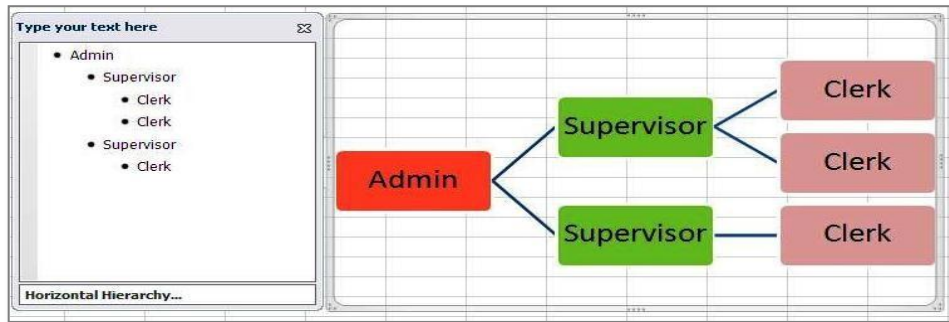 Type your text here
• Admin
• Supervisor
• Clerk
• Clerk
• Supervisor
• Clerk
Horizontal Hierarchy...
Admin
Supervisor
Clerk
Clerk
Supervisor
Clerk